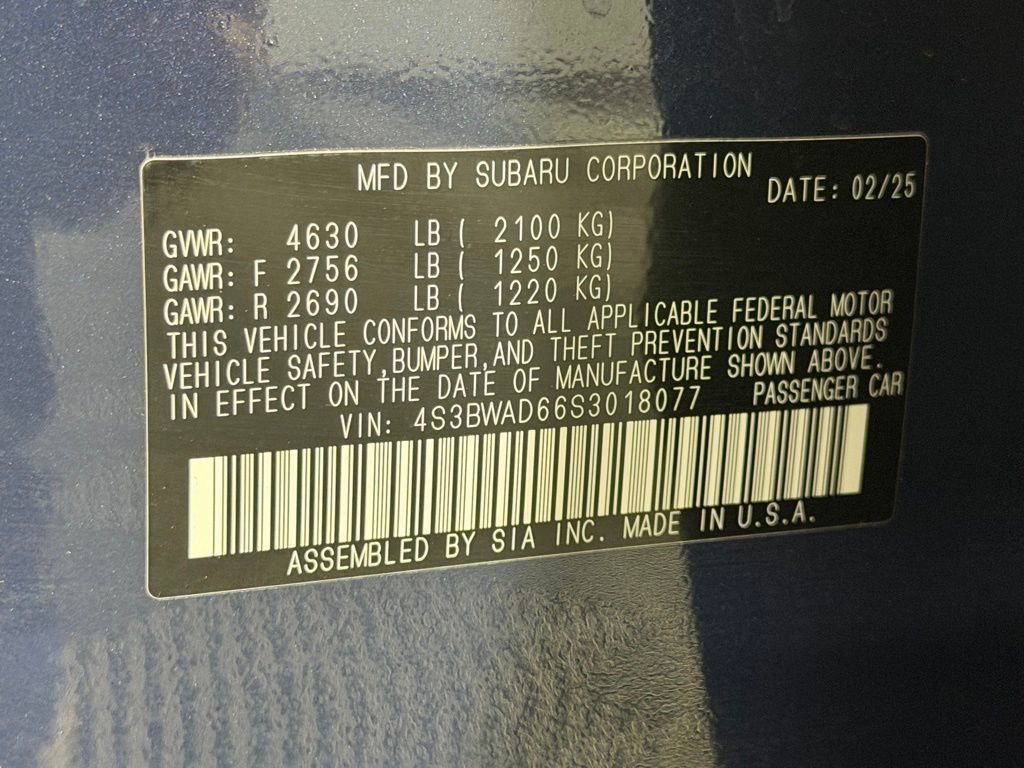 MFD BY SUBARU CORPORATION
DATE: 02/25
GVWR: 4630 LB ( 2100 KG)
GAWR: F 2756 LB ( 1250 KG)
GAWR: R 2690 LB ( 1220 KG)
THIS VEHICLE CONFORMS TO ALL APPLICABLE FEDERAL MOTOR
VEHICLE SAFETY,BUMPER,AND THEFT PREVENTION STANDARDS
IN EFFECT ON THE DATE OF MANUFACTURE SHOWN ABOVE.
VIN: 4S3BWAD66S3018077 PASSENGER CAR
ASSEMBLED BY SIA INC. MADE IN U.S.A.